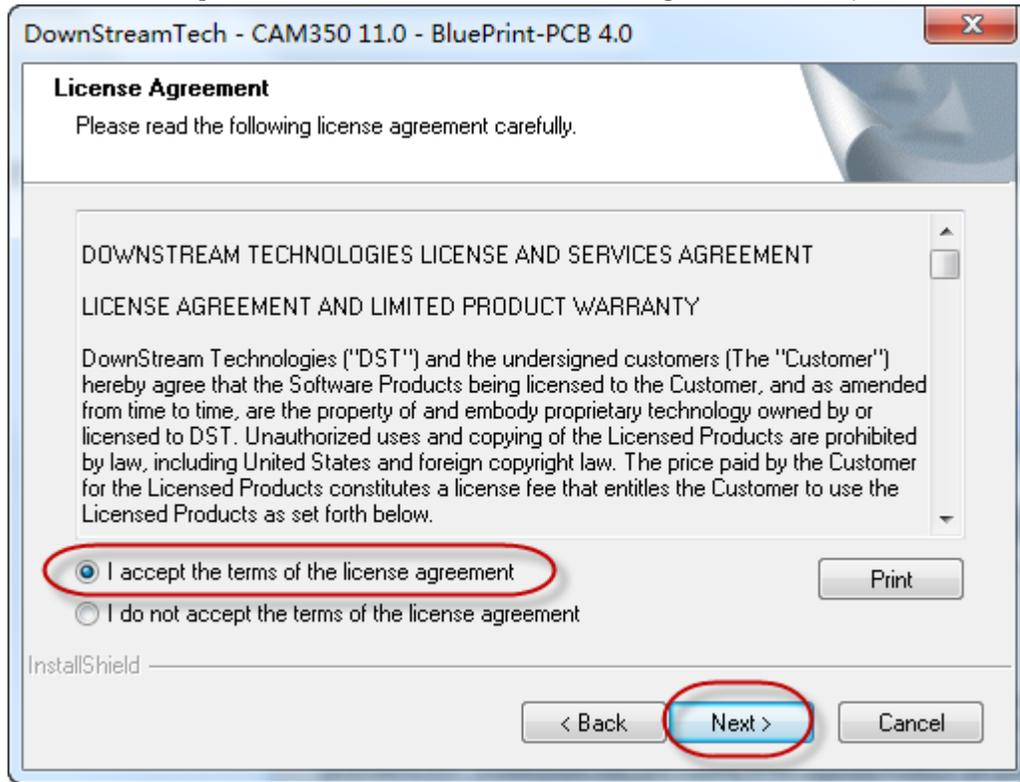 DownStreamTech - CAM350 11.0 - BluePrint-PCB 4.0
License Agreement
Please read the following license agreement carefully.
DOWNSTREAM TECHNOLOGIES LICENSE AND SERVICES AGREEMENT
LICENSE AGREEMENT AND LIMITED PRODUCT WARRANTY
DownStream Technologies ("DST") and the undersigned customers (The "Customer")
hereby agree that the Software Products being licensed to the Customer, and as amended
from time to time, are the property of and embody proprietary technology owned by or
licensed to DST. Unauthorized uses and copying of the Licensed Products are prohibited
by law, including United States and foreign copyright law. The price paid by the Customer
for the Licensed Products constitutes a license fee that entitles the Customer to use the
Licensed Products as set forth below.
I accept the terms of the license agreement
Print
I do not accept the terms of the license agreement
InstallShield
< Back
Next >
Cancel